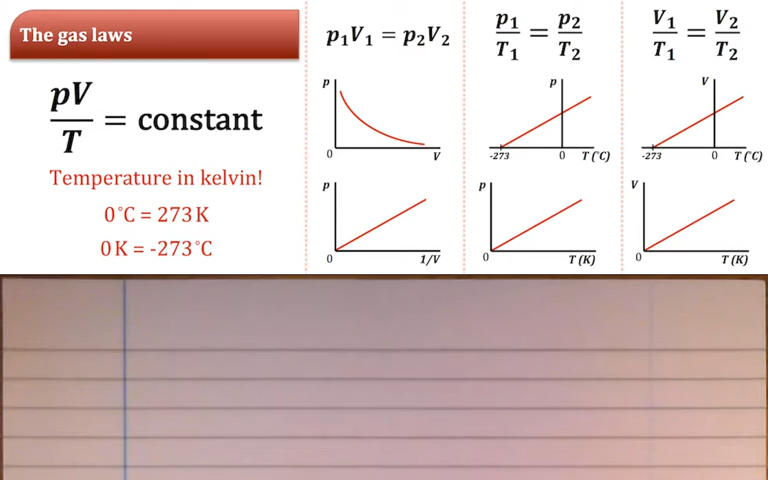 The gas laws
pV/T = constant
Temperature in kelvin!
0°C = 273 K
0 K = -273°C
p₁V₁ = p₂V₂
p
0
V
p
0
1/V
p₁/T₁ = p₂/T₂
p
-273
0
T (°C)
p
0
T (K)
V₁/T₁ = V₂/T₂
V
-273
0
T (°C)
V
0
T (K)